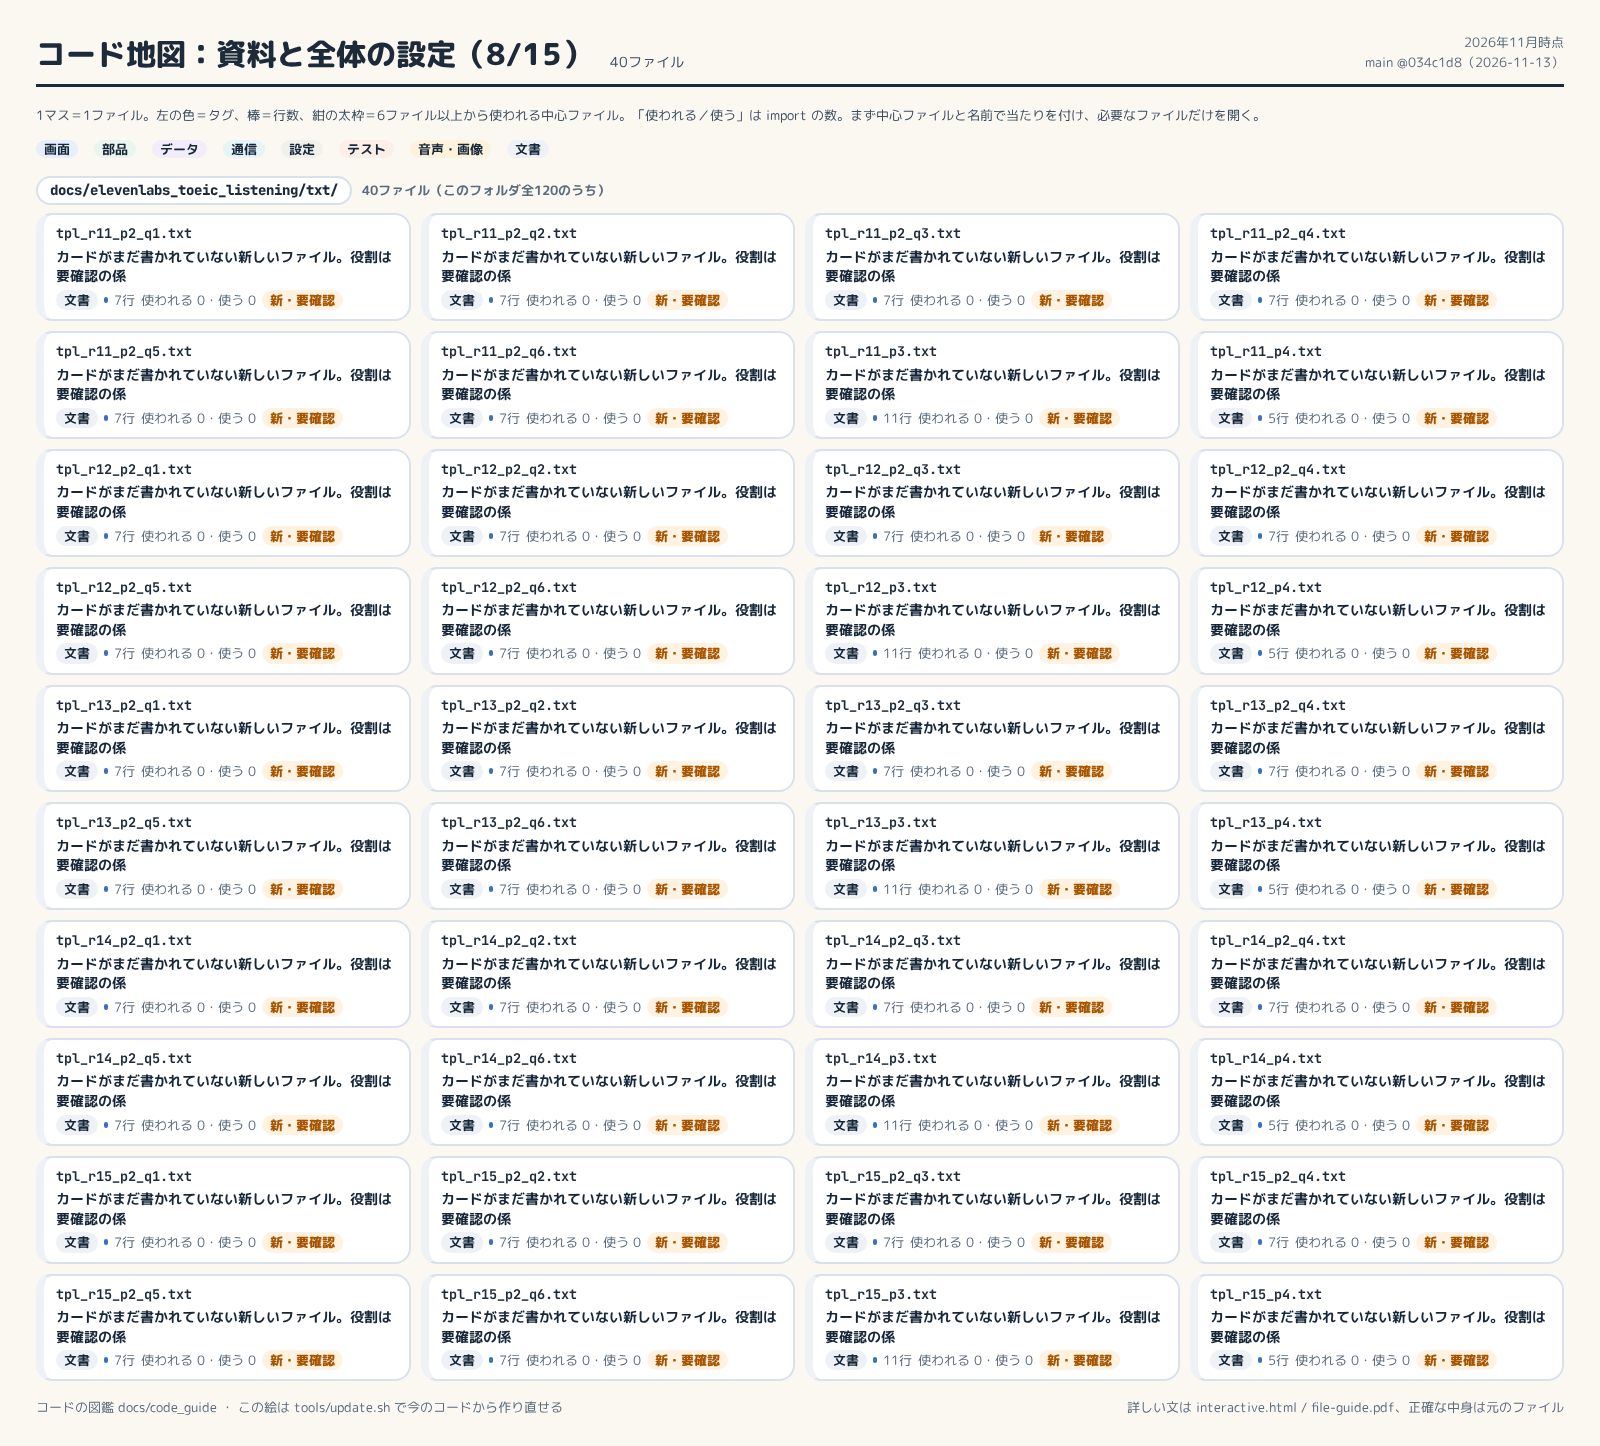 コード地図：資料と全体の設定（8/15） 40ファイル
2026年11月時点
main @034c1d8（2026-11-13）
1マス＝1ファイル。左の色＝タグ、棒＝行数、紺の太枠＝6ファイル以上から使われる中心ファイル。「使われる／使う」は import の数。まず中心ファイルと名前で当たりを付け、必要なファイルだけを開く。
画面 部品 データ 通信 設定 テスト 音声・画像 文書
docs/elevenlabs_toeic_listening/txt/ 40ファイル（このフォルダ全120のうち）
tpl_r11_p2_q1.txt
カードがまだ書かれていない新しいファイル。役割は
要確認の係
文書 7行 使われる 0 · 使う 0 新・要確認
tpl_r11_p2_q2.txt
カードがまだ書かれていない新しいファイル。役割は
要確認の係
文書 7行 使われる 0 · 使う 0 新・要確認
tpl_r11_p2_q3.txt
カードがまだ書かれていない新しいファイル。役割は
要確認の係
文書 7行 使われる 0 · 使う 0 新・要確認
tpl_r11_p2_q4.txt
カードがまだ書かれていない新しいファイル。役割は
要確認の係
文書 7行 使われる 0 · 使う 0 新・要確認
tpl_r11_p2_q5.txt
カードがまだ書かれていない新しいファイル。役割は
要確認の係
文書 7行 使われる 0 · 使う 0 新・要確認
tpl_r11_p2_q6.txt
カードがまだ書かれていない新しいファイル。役割は
要確認の係
文書 7行 使われる 0 · 使う 0 新・要確認
tpl_r11_p3.txt
カードがまだ書かれていない新しいファイル。役割は
要確認の係
文書 11行 使われる 0 · 使う 0 新・要確認
tpl_r11_p4.txt
カードがまだ書かれていない新しいファイル。役割は
要確認の係
文書 5行 使われる 0 · 使う 0 新・要確認
tpl_r12_p2_q1.txt
カードがまだ書かれていない新しいファイル。役割は
要確認の係
文書 7行 使われる 0 · 使う 0 新・要確認
tpl_r12_p2_q2.txt
カードがまだ書かれていない新しいファイル。役割は
要確認の係
文書 7行 使われる 0 · 使う 0 新・要確認
tpl_r12_p2_q3.txt
カードがまだ書かれていない新しいファイル。役割は
要確認の係
文書 7行 使われる 0 · 使う 0 新・要確認
tpl_r12_p2_q4.txt
カードがまだ書かれていない新しいファイル。役割は
要確認の係
文書 7行 使われる 0 · 使う 0 新・要確認
tpl_r12_p2_q5.txt
カードがまだ書かれていない新しいファイル。役割は
要確認の係
文書 7行 使われる 0 · 使う 0 新・要確認
tpl_r12_p2_q6.txt
カードがまだ書かれていない新しいファイル。役割は
要確認の係
文書 7行 使われる 0 · 使う 0 新・要確認
tpl_r12_p3.txt
カードがまだ書かれていない新しいファイル。役割は
要確認の係
文書 11行 使われる 0 · 使う 0 新・要確認
tpl_r12_p4.txt
カードがまだ書かれていない新しいファイル。役割は
要確認の係
文書 5行 使われる 0 · 使う 0 新・要確認
tpl_r13_p2_q1.txt
カードがまだ書かれていない新しいファイル。役割は
要確認の係
文書 7行 使われる 0 · 使う 0 新・要確認
tpl_r13_p2_q2.txt
カードがまだ書かれていない新しいファイル。役割は
要確認の係
文書 7行 使われる 0 · 使う 0 新・要確認
tpl_r13_p2_q3.txt
カードがまだ書かれていない新しいファイル。役割は
要確認の係
文書 7行 使われる 0 · 使う 0 新・要確認
tpl_r13_p2_q4.txt
カードがまだ書かれていない新しいファイル。役割は
要確認の係
文書 7行 使われる 0 · 使う 0 新・要確認
tpl_r13_p2_q5.txt
カードがまだ書かれていない新しいファイル。役割は
要確認の係
文書 7行 使われる 0 · 使う 0 新・要確認
tpl_r13_p2_q6.txt
カードがまだ書かれていない新しいファイル。役割は
要確認の係
文書 7行 使われる 0 · 使う 0 新・要確認
tpl_r13_p3.txt
カードがまだ書かれていない新しいファイル。役割は
要確認の係
文書 11行 使われる 0 · 使う 0 新・要確認
tpl_r13_p4.txt
カードがまだ書かれていない新しいファイル。役割は
要確認の係
文書 5行 使われる 0 · 使う 0 新・要確認
tpl_r14_p2_q1.txt
カードがまだ書かれていない新しいファイル。役割は
要確認の係
文書 7行 使われる 0 · 使う 0 新・要確認
tpl_r14_p2_q2.txt
カードがまだ書かれていない新しいファイル。役割は
要確認の係
文書 7行 使われる 0 · 使う 0 新・要確認
tpl_r14_p2_q3.txt
カードがまだ書かれていない新しいファイル。役割は
要確認の係
文書 7行 使われる 0 · 使う 0 新・要確認
tpl_r14_p2_q4.txt
カードがまだ書かれていない新しいファイル。役割は
要確認の係
文書 7行 使われる 0 · 使う 0 新・要確認
tpl_r14_p2_q5.txt
カードがまだ書かれていない新しいファイル。役割は
要確認の係
文書 7行 使われる 0 · 使う 0 新・要確認
tpl_r14_p2_q6.txt
カードがまだ書かれていない新しいファイル。役割は
要確認の係
文書 7行 使われる 0 · 使う 0 新・要確認
tpl_r14_p3.txt
カードがまだ書かれていない新しいファイル。役割は
要確認の係
文書 11行 使われる 0 · 使う 0 新・要確認
tpl_r14_p4.txt
カードがまだ書かれていない新しいファイル。役割は
要確認の係
文書 5行 使われる 0 · 使う 0 新・要確認
tpl_r15_p2_q1.txt
カードがまだ書かれていない新しいファイル。役割は
要確認の係
文書 7行 使われる 0 · 使う 0 新・要確認
tpl_r15_p2_q2.txt
カードがまだ書かれていない新しいファイル。役割は
要確認の係
文書 7行 使われる 0 · 使う 0 新・要確認
tpl_r15_p2_q3.txt
カードがまだ書かれていない新しいファイル。役割は
要確認の係
文書 7行 使われる 0 · 使う 0 新・要確認
tpl_r15_p2_q4.txt
カードがまだ書かれていない新しいファイル。役割は
要確認の係
文書 7行 使われる 0 · 使う 0 新・要確認
tpl_r15_p2_q5.txt
カードがまだ書かれていない新しいファイル。役割は
要確認の係
文書 7行 使われる 0 · 使う 0 新・要確認
tpl_r15_p2_q6.txt
カードがまだ書かれていない新しいファイル。役割は
要確認の係
文書 7行 使われる 0 · 使う 0 新・要確認
tpl_r15_p3.txt
カードがまだ書かれていない新しいファイル。役割は
要確認の係
文書 11行 使われる 0 · 使う 0 新・要確認
tpl_r15_p4.txt
カードがまだ書かれていない新しいファイル。役割は
要確認の係
文書 5行 使われる 0 · 使う 0 新・要確認
コードの図鑑 docs/code_guide · この絵は tools/update.sh で今のコードから作り直せる
詳しい文は interactive.html / file-guide.pdf、正確な中身は元のファイル